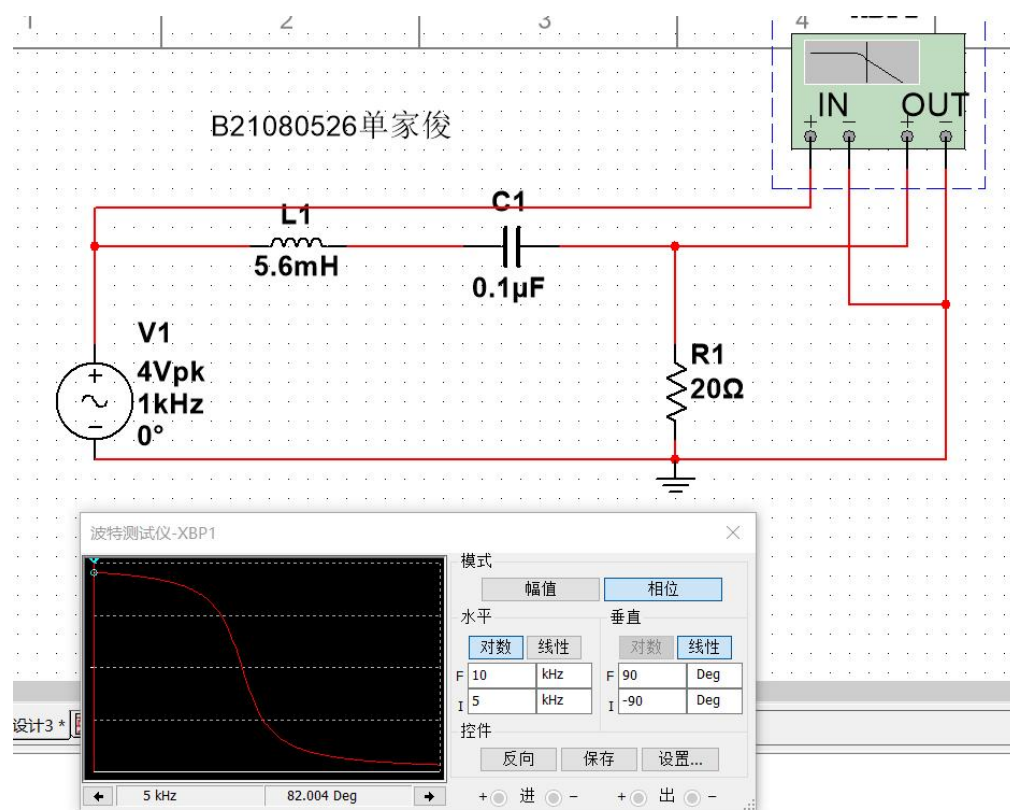 1 2 3 4
IN OUT
+ − + −
B21080526单家俊
C1
L1
5.6mH
0.1μF
V1
4Vpk
1kHz
0°
R1
20Ω
波特测试仪-XBP1
模式
幅值 相位
水平 垂直
对数 线性 对数 线性
F 10 kHz F 90 Deg
I 5 kHz I -90 Deg
控件
反向 保存 设置...
设计3 *
5 kHz 82.004 Deg
+ 进 − + 出 −